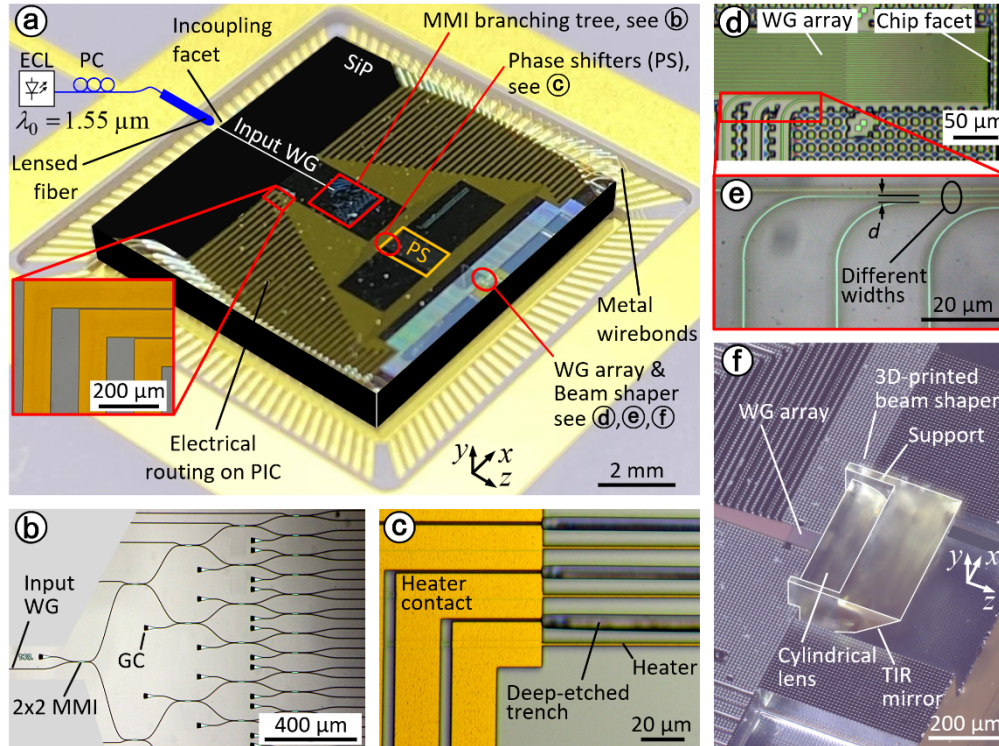 a
ECL
PC
λ₀ = 1.55 µm
Lensed
fiber
Incoupling
facet
SiP
Input WG
MMI branching tree, see b
Phase shifters (PS),
see c
PS
200 µm
Electrical
routing on PIC
Metal
wirebonds
WG array &
Beam shaper
see d, e, f
y
x
z
2 mm
b
Input
WG
2x2 MMI
GC
400 µm
c
Heater
contact
Deep-etched
trench
Heater
20 µm
d
WG array
Chip facet
50 µm
e
d
Different
widths
20 µm
f
3D-printed
beam shaper
Support
WG array
y
x
z
Cylindrical
lens
TIR
mirror
200 µm